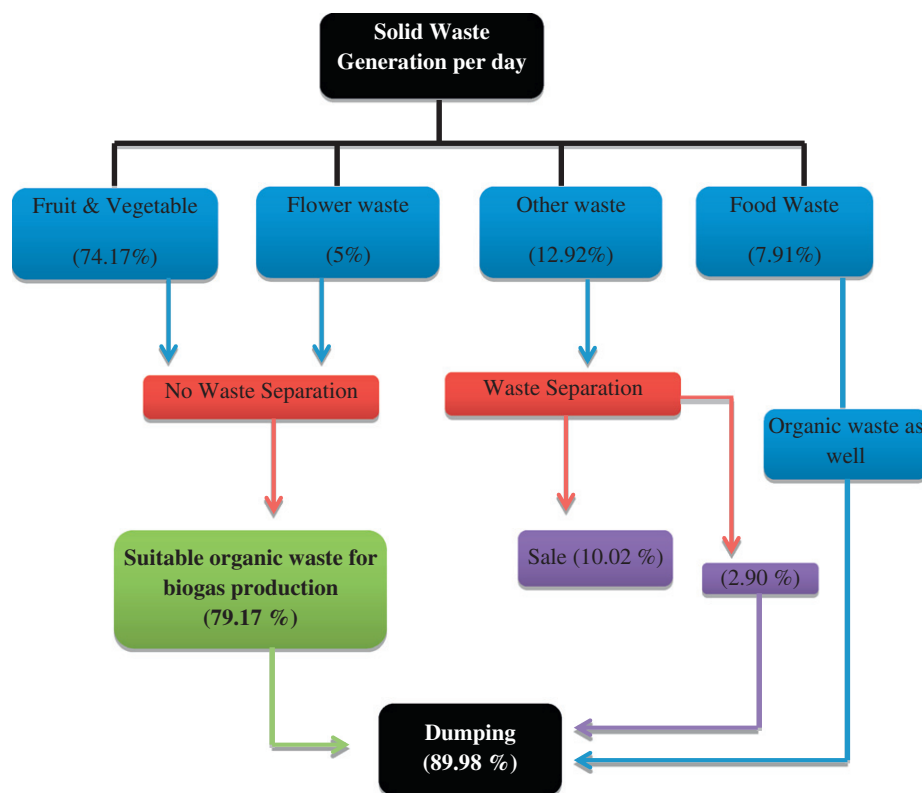 Solid Waste
Generation per day
Fruit & Vegetable
(74.17%)
Flower waste
(5%)
Other waste
(12.92%)
Food Waste
(7.91%)
No Waste Separation
Waste Separation
Organic waste as
well
Suitable organic waste for
biogas production
(79.17 %)
Sale (10.02 %)
(2.90 %)
Dumping
(89.98 %)